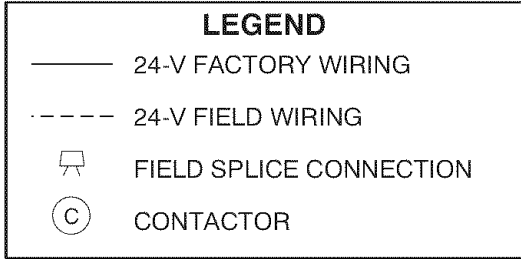 LEGEND
24-V FACTORY WIRING
24-V FIELD WIRING
FIELD SPLICE CONNECTION
C CONTACTOR